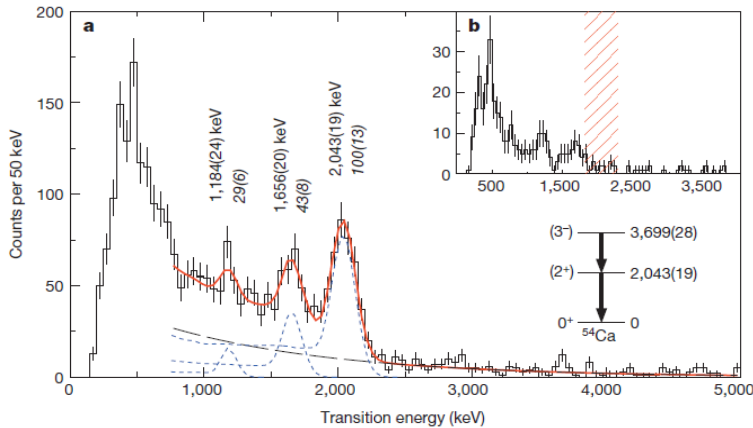 a
200
150
100
50
0
Counts per 50 keV
1,184(24) keV
29(6)
1,656(20) keV
43(8)
2,043(19) keV
100(13)
b
30
20
10
0
500
1,500
2,500
3,500
(3⁻) 3,699(28)
(2⁺) 2,043(19)
0⁺ 0
⁵⁴Ca
0 1,000 2,000 3,000 4,000 5,000
Transition energy (keV)